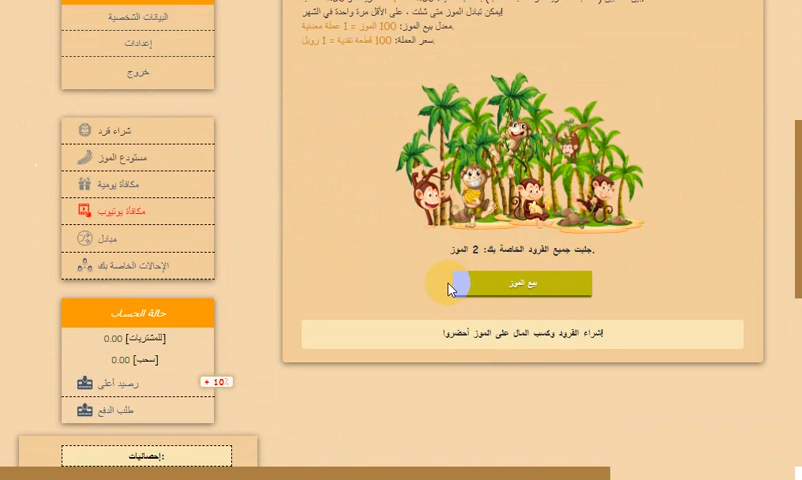 البيانات الشخصية
إعدادات
خروج
شراء قرد
مستودع الموز
مكافأة يومية
مكافأة يوتيوب
مبادل
الإحالات الخاصة بك
حالة الحساب
[للمشتريات] 0.00
[سحب] 0.00
رصيد أعلى
+ 10%
طلب الدفع
إحصائيات:
إيمكن تبادل الموز متى شئت ، على الأقل مرة واحدة في الشهر
معدل بيع الموز: 100 الموز = 1 عملة معدنية.
سعر العملة: 100 قطعة نقدية = 1 روبل.
جلبت جميع القرود الخاصة بك: 2 الموز.
بيع الموز
إشراء القرود وكسب المال على الموز أحضروا!